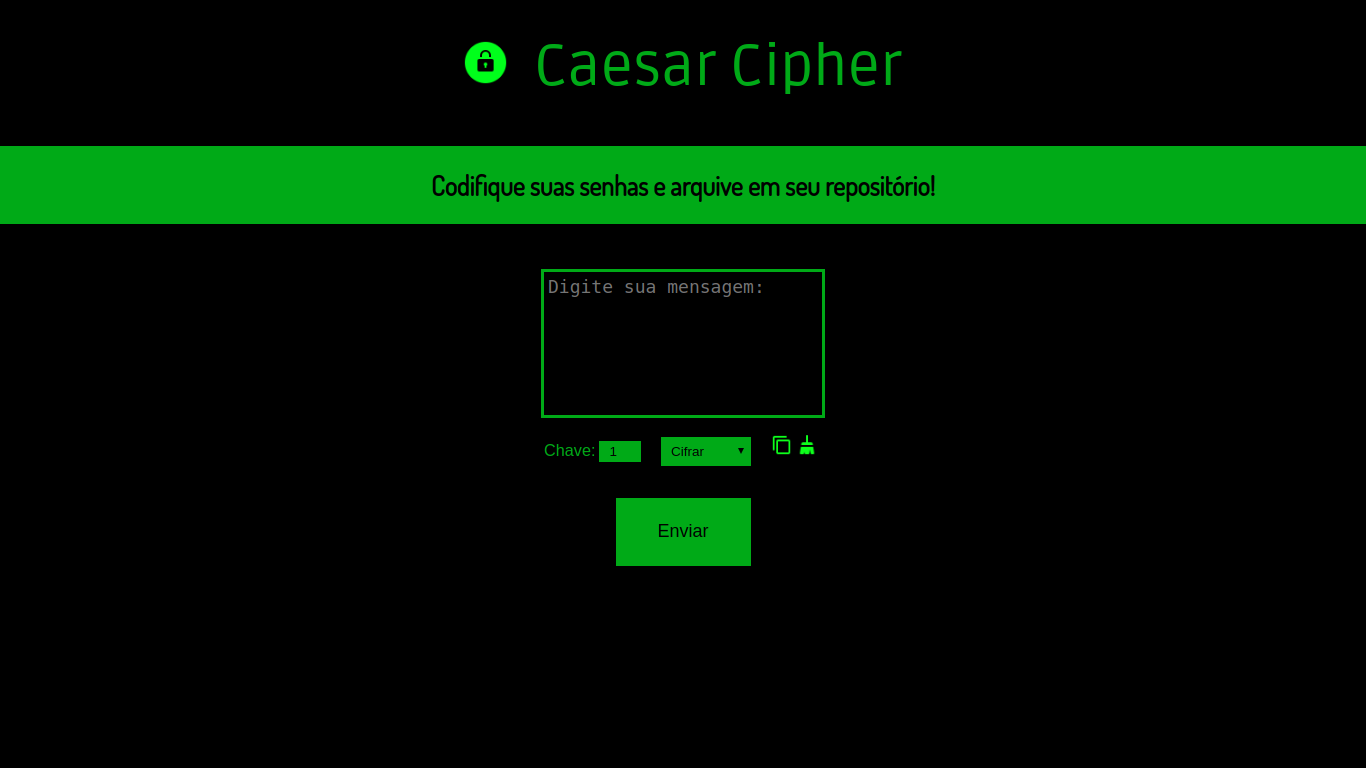 Caesar Cipher
Codifique suas senhas e arquive em seu repositório!
Digite sua mensagem:
Chave: 1 Cifrar
Enviar